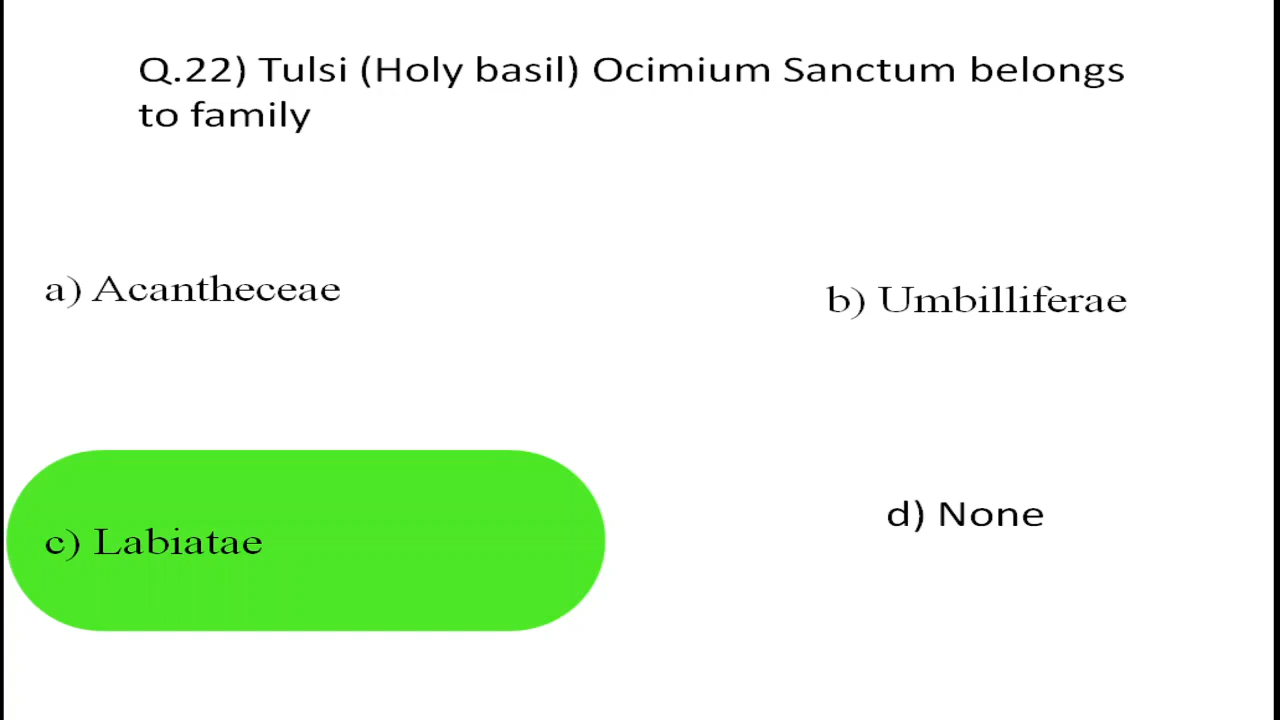 Q.22) Tulsi (Holy basil) Ocimium Sanctum belongs
to family
a) Acantheceae
b) Umbilliferae
c) Labiatae
d) None